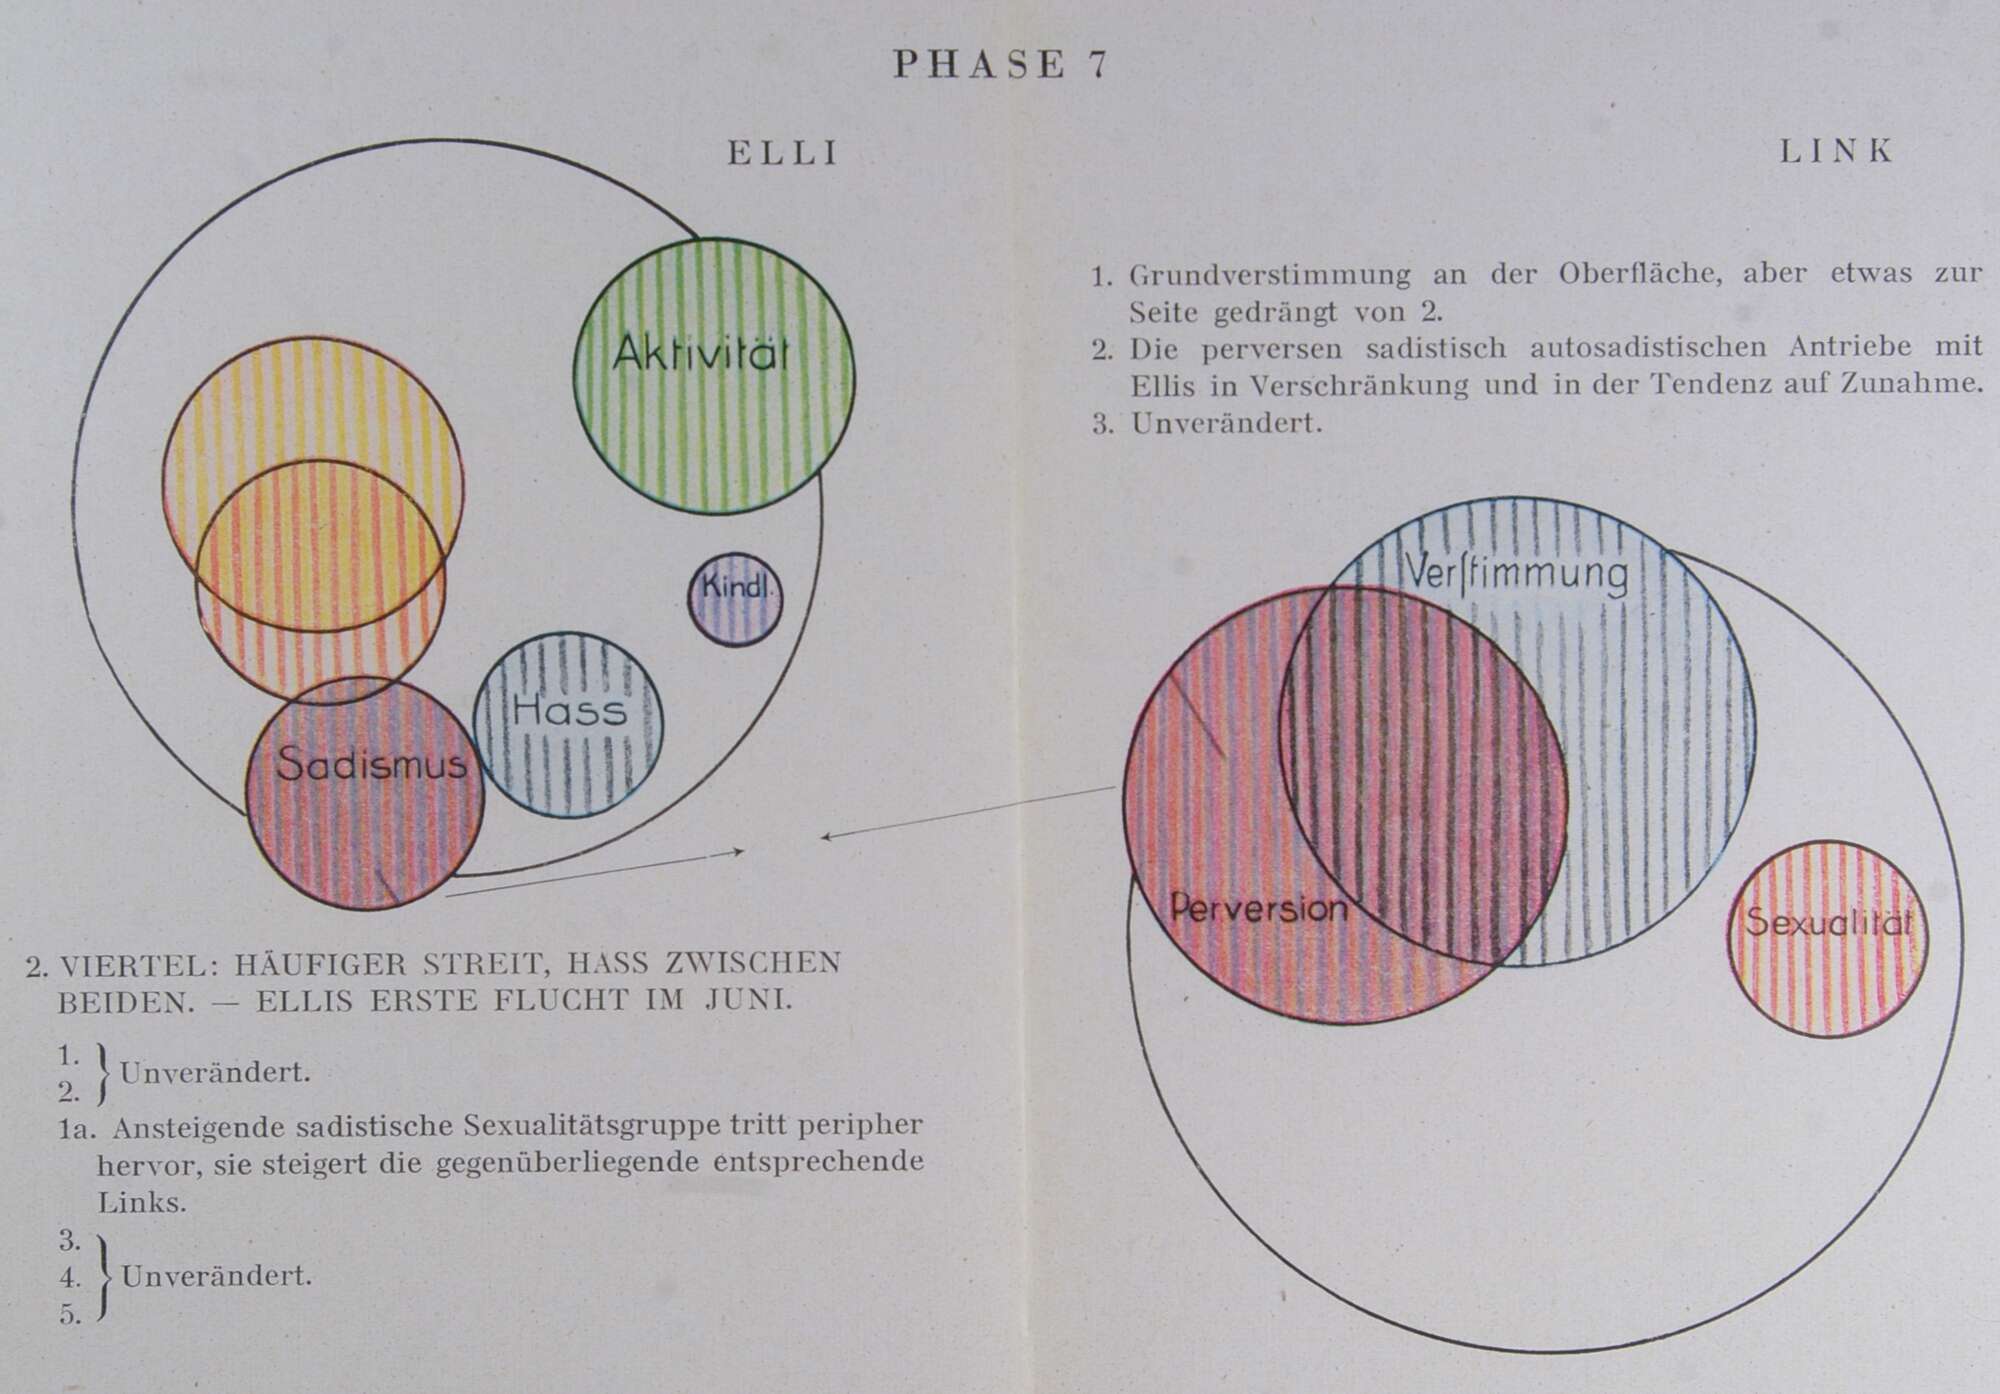 PHASE 7
ELLI
Aktivität
Kindl.
Hass
Sadismus
2. VIERTEL: HÄUFIGER STREIT, HASS ZWISCHEN
BEIDEN. — ELLIS ERSTE FLUCHT IM JUNI.
1.
2.
} Unverändert.
1a. Ansteigende sadistische Sexualitätsgruppe tritt peripher
hervor, sie steigert die gegenüberliegende entsprechende
Links.
3.
4.
5.
} Unverändert.
LINK
1. Grundverstimmung an der Oberfläche, aber etwas zur
Seite gedrängt von 2.
2. Die perversen sadistisch autosadistischen Antriebe mit
Ellis in Verschränkung und in der Tendenz auf Zunahme.
3. Unverändert.
Verſtimmung
Perversion
Sexualität